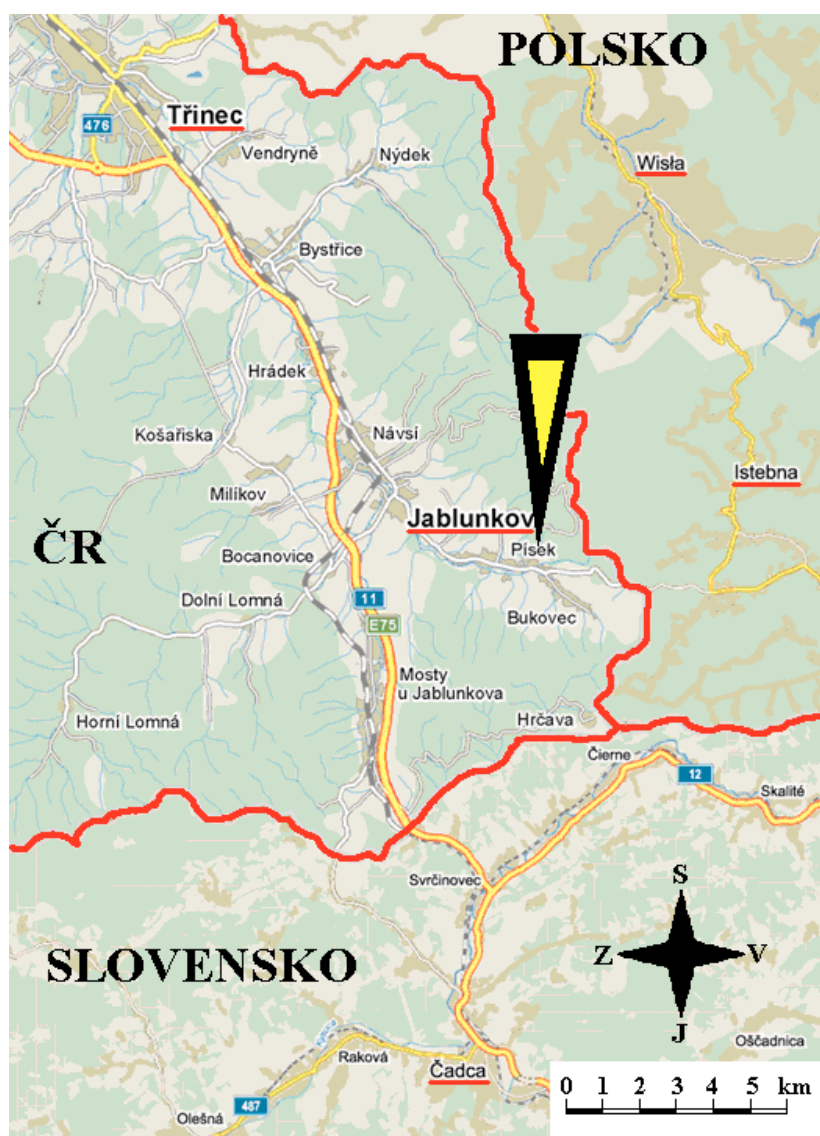 POLSKO
Třinec
476
Vendryně
Nýdek
Wisła
Bystřice
Hrádek
Návsí
Košařiska
Istebna
Milíkov
Jablunkov
ČR
Bocanovice
Písek
Dolní Lomná
11
Bukovec
E75
Mosty
u Jablunkova
Horní Lomná
Hrčava
Čierne
12
Skalité
Svrčinovec
S
SLOVENSKO
Z
V
J
Oščadnica
Raková
Čadca
0 1 2 3 4 5 km
487
Olešná